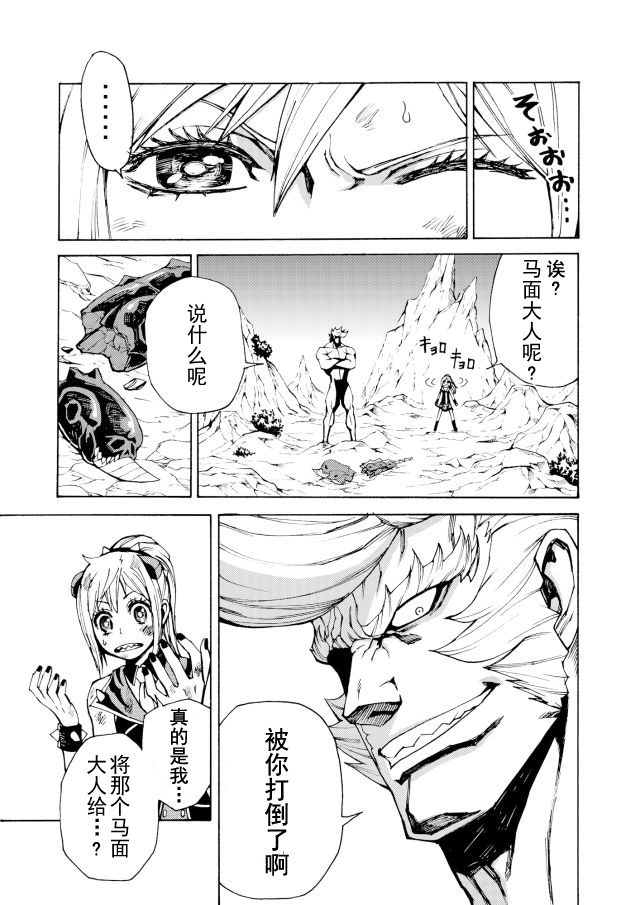 そぉぉぉ…
……
诶?
马面
大人呢?
キョロ
キョロ
说什么呢
被你打倒了啊
真的是我…
将那个马面
大人给…?